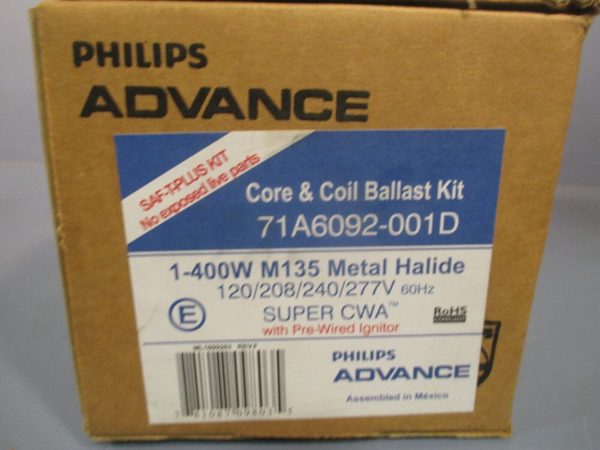 PHILIPS
ADVANCE
SAF-T-PLUS KIT
No exposed live parts
Core & Coil Ballast Kit
71A6092-001D
1-400W M135 Metal Halide
120/208/240/277V 60Hz
E
SUPER CWA™
with Pre-Wired Ignitor
RoHS
PHILIPS
ADVANCE
Assembled in México